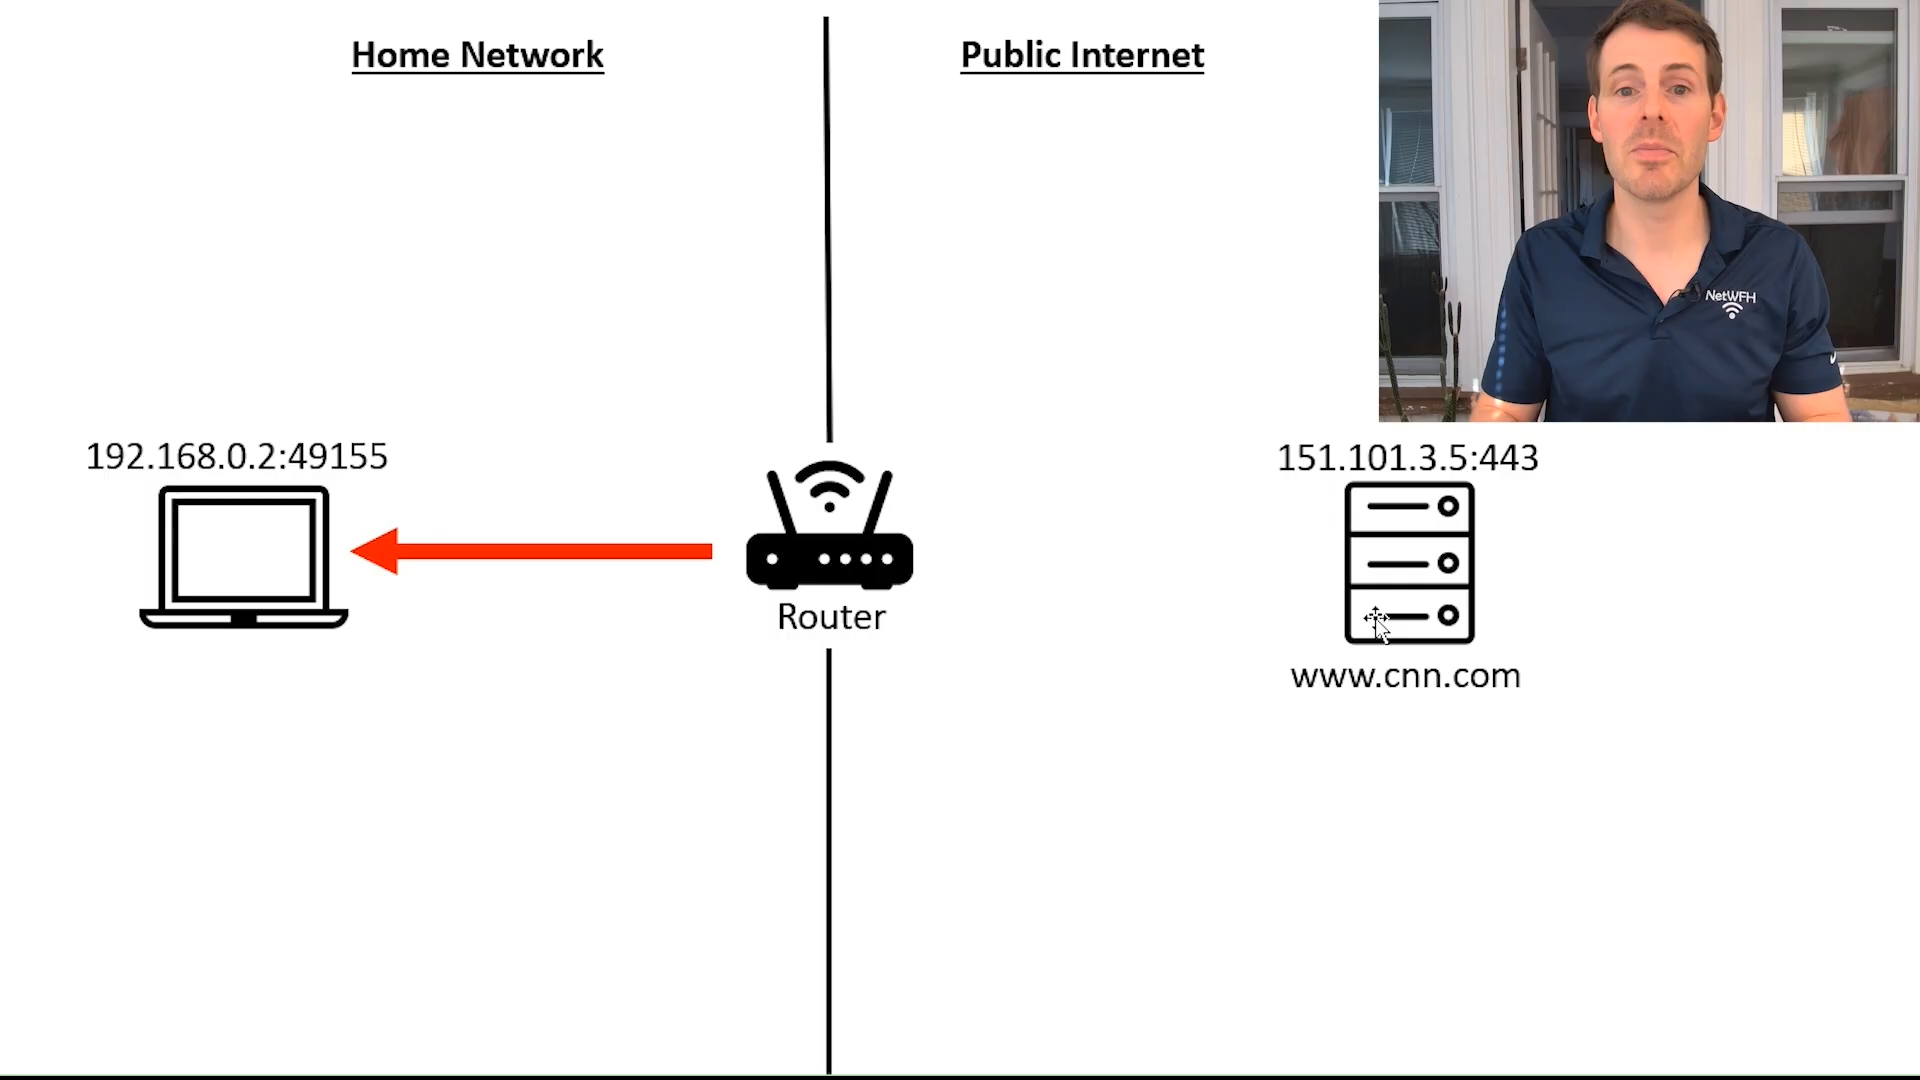 Home Network
Public Internet
NetWFH
192.168.0.2:49155
151.101.3.5:443
Router
www.cnn.com